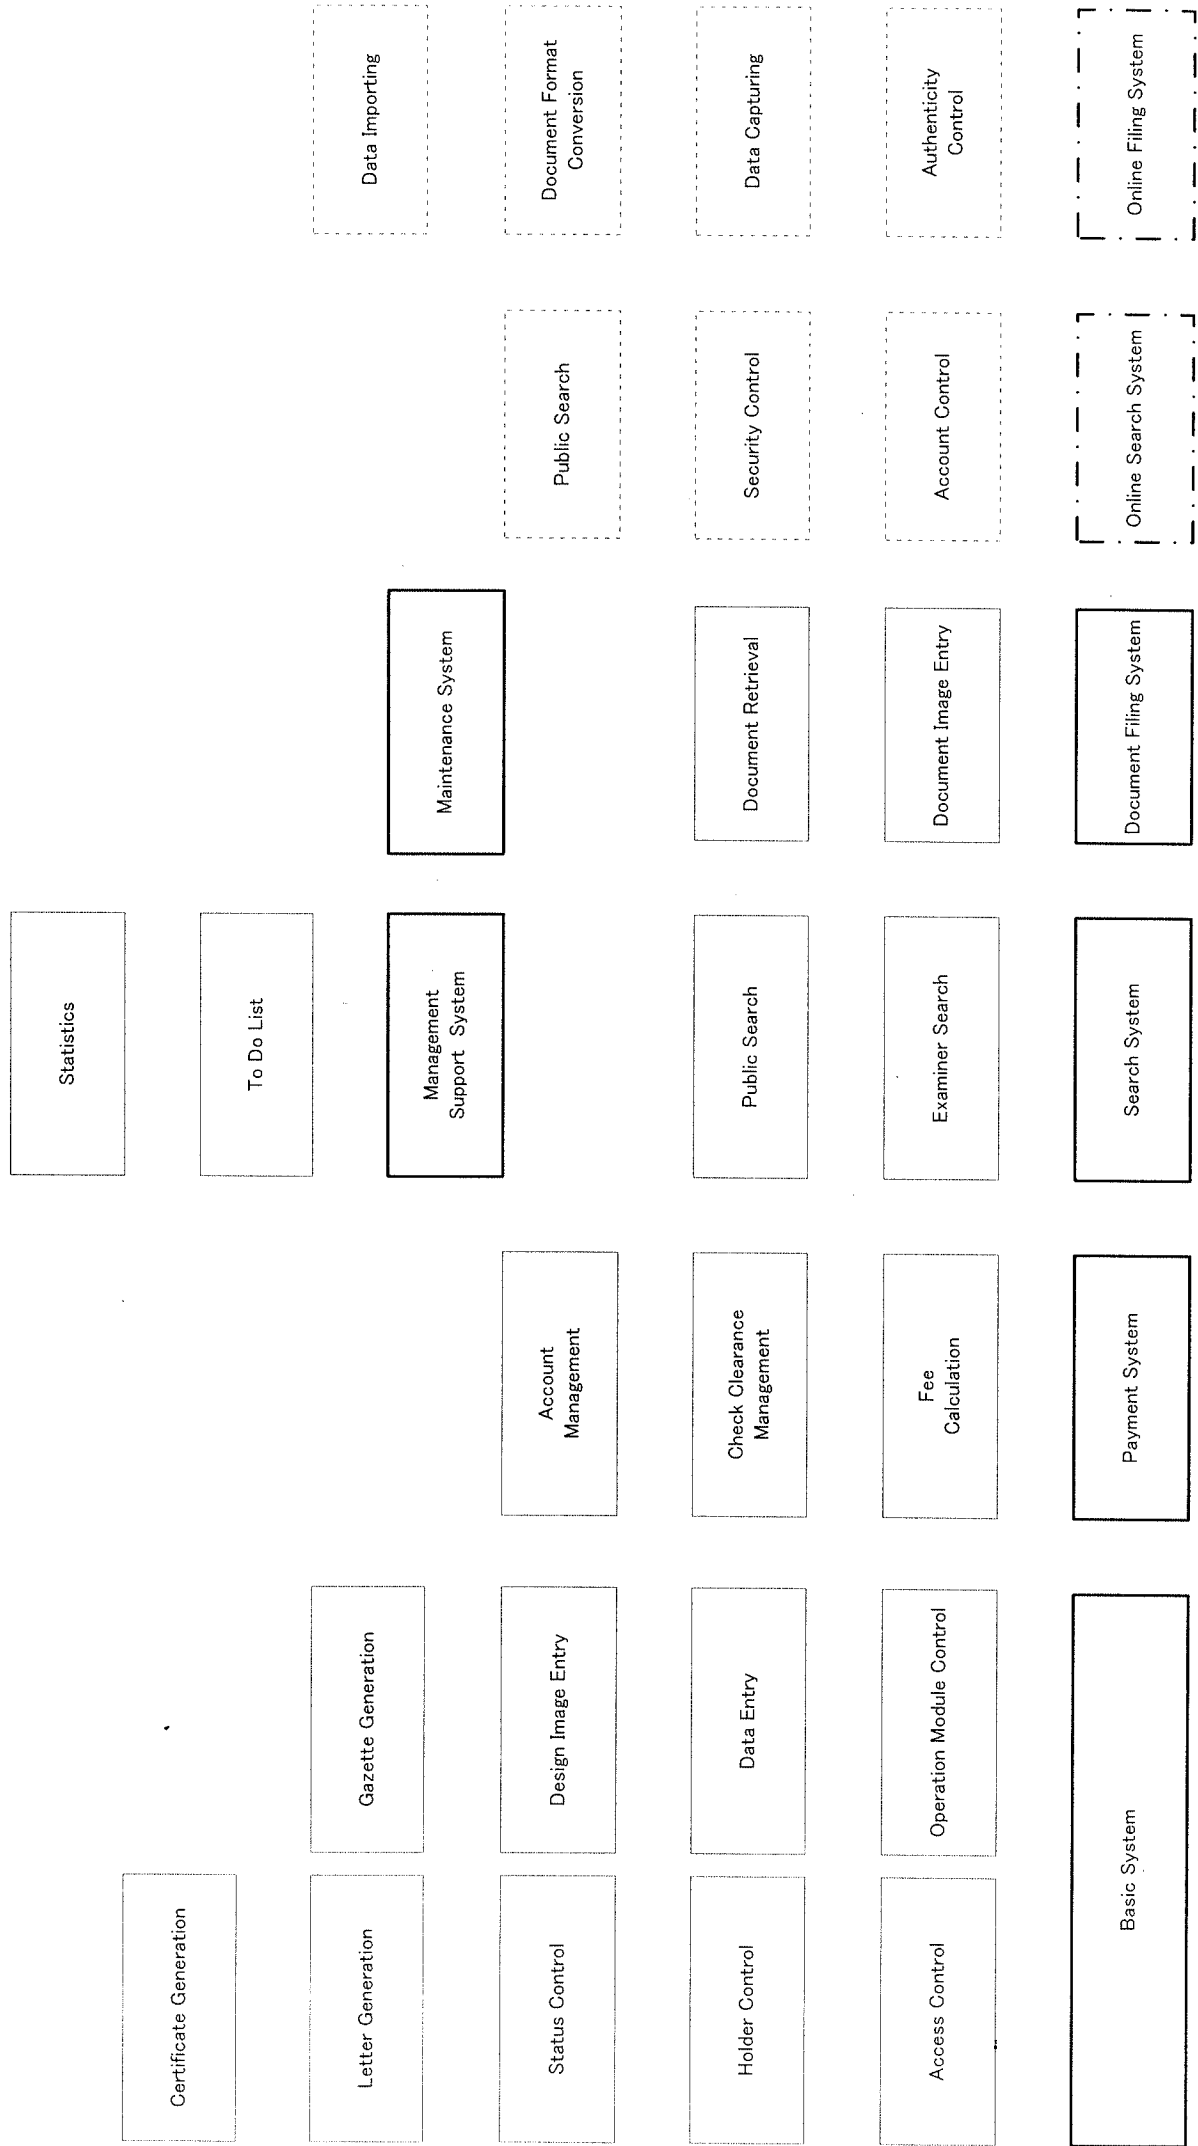 Statistics
Certificate Generation
To Do List
Letter Generation
Gazette Generation
Data Importing
Management
Support System
Maintenance System
Status Control
Design Image Entry
Account
Management
Public Search
Document Format
Conversion
Holder Control
Data Entry
Check Clearance
Management
Public Search
Document Retrieval
Security Control
Data Capturing
Access Control
Operation Module Control
Fee
Calculation
Examiner Search
Document Image Entry
Account Control
Authenticity
Control
Basic System
Payment System
Search System
Document Filing System
Online Search System
Online Filing System